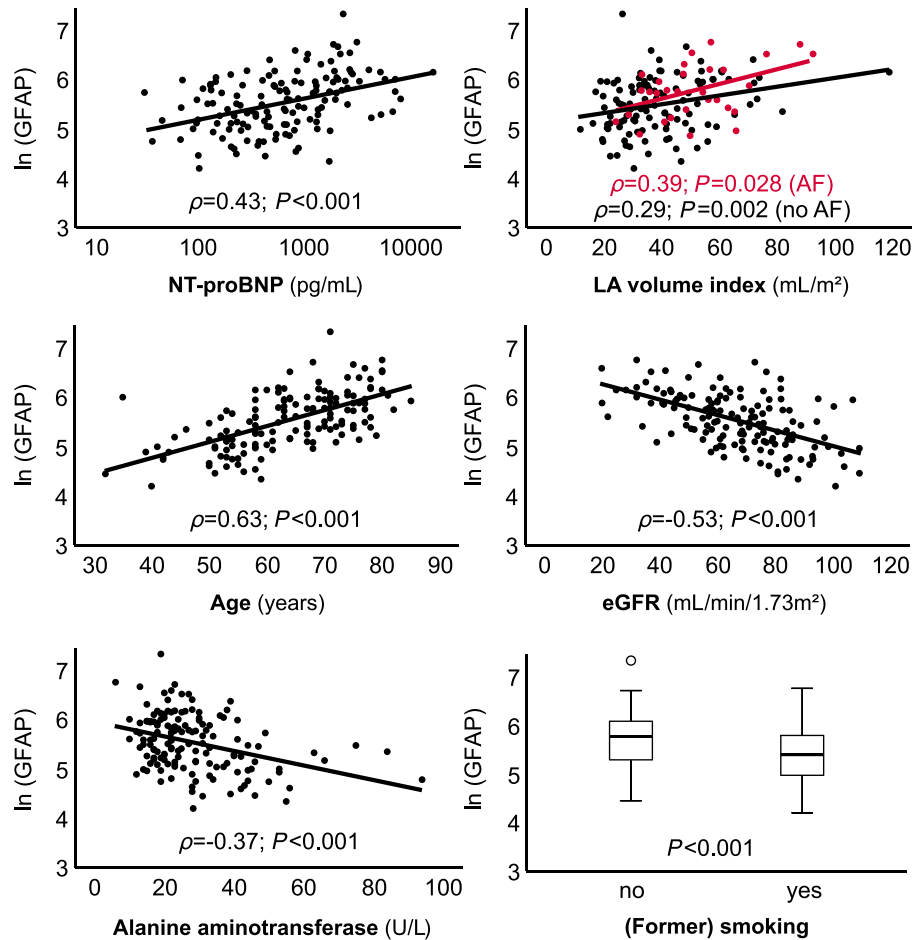 7
6
5
4
3
ln (GFAP)
ρ=0.43; P<0.001
10 100 1000 10000
NT-proBNP (pg/mL)
7
6
5
4
3
ln (GFAP)
ρ=0.39; P=0.028 (AF)
ρ=0.29; P=0.002 (no AF)
0 20 40 60 80 100 120
LA volume index (mL/m²)
7
6
5
4
3
ln (GFAP)
ρ=0.63; P<0.001
30 40 50 60 70 80 90
Age (years)
7
6
5
4
3
ln (GFAP)
ρ=-0.53; P<0.001
0 20 40 60 80 100 120
eGFR (mL/min/1.73m²)
7
6
5
4
3
ln (GFAP)
ρ=-0.37; P<0.001
0 20 40 60 80 100
Alanine aminotransferase (U/L)
7
6
5
4
3
ln (GFAP)
P<0.001
no yes
(Former) smoking